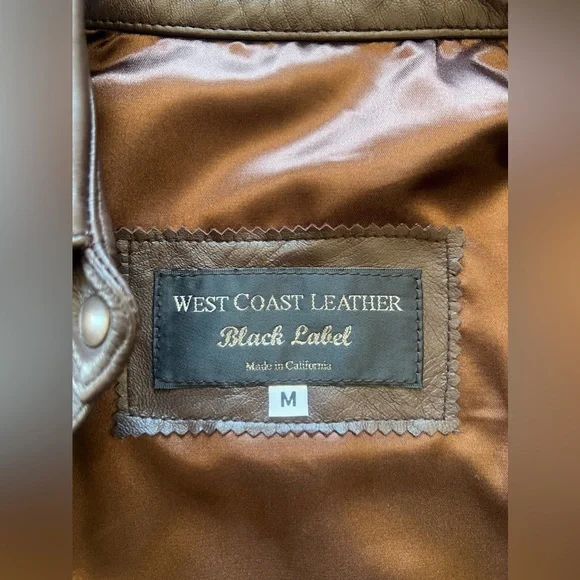 WEST COAST LEATHER
Black Label
Made in California
M